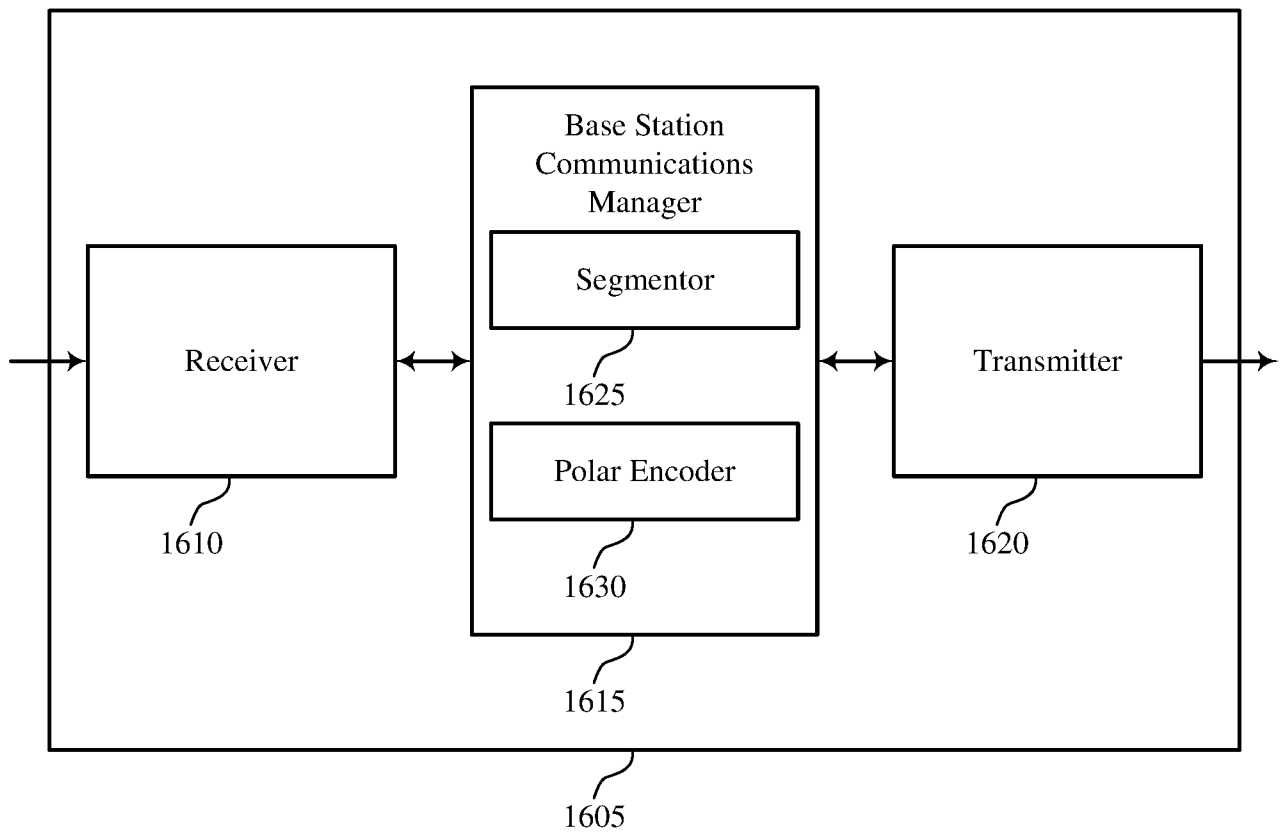 Base Station
Communications
Manager
Segmentor
Receiver
Transmitter
1625
Polar Encoder
1610
1620
1630
1615
1605